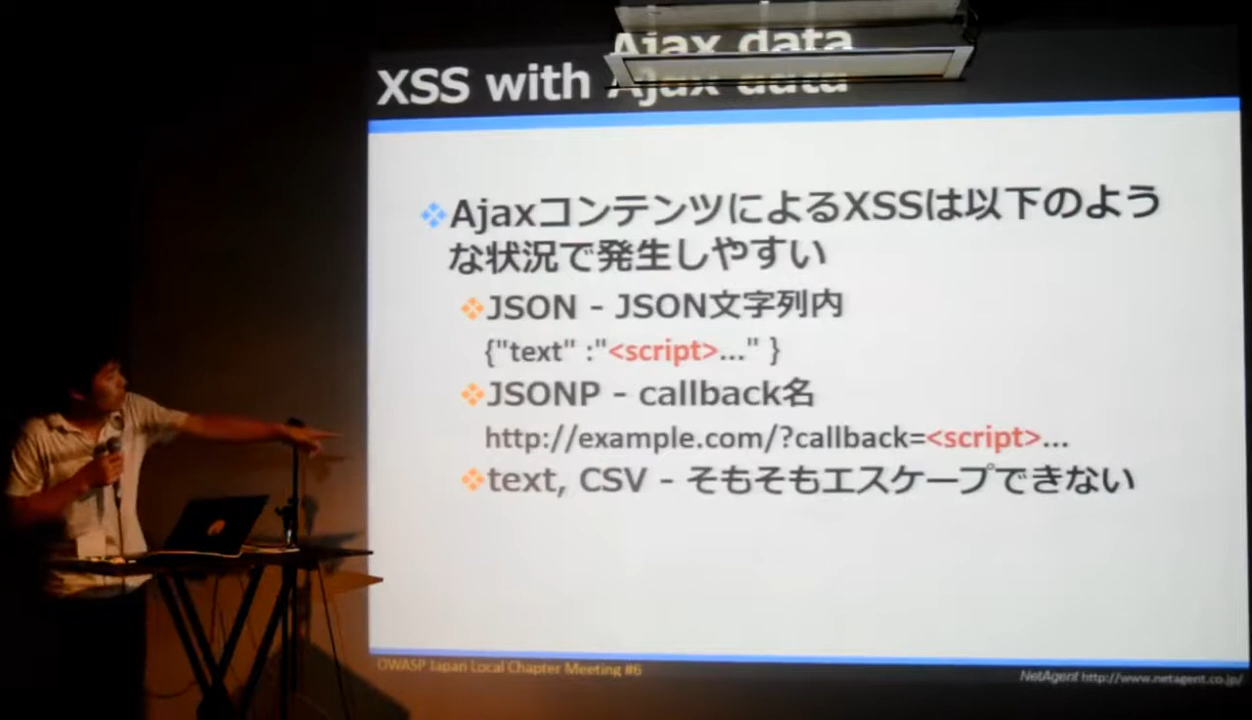 XSS with Ajax data
AjaxコンテンツによるXSSは以下のよう
な状況で発生しやすい
JSON - JSON文字列内
{"text" :"<script>..." }
JSONP - callback名
http://example.com/?callback=<script>...
text, CSV - そもそもエスケープできない
OWASP Japan Local Chapter Meeting #6
NetAgent http://www.netagent.co.jp/